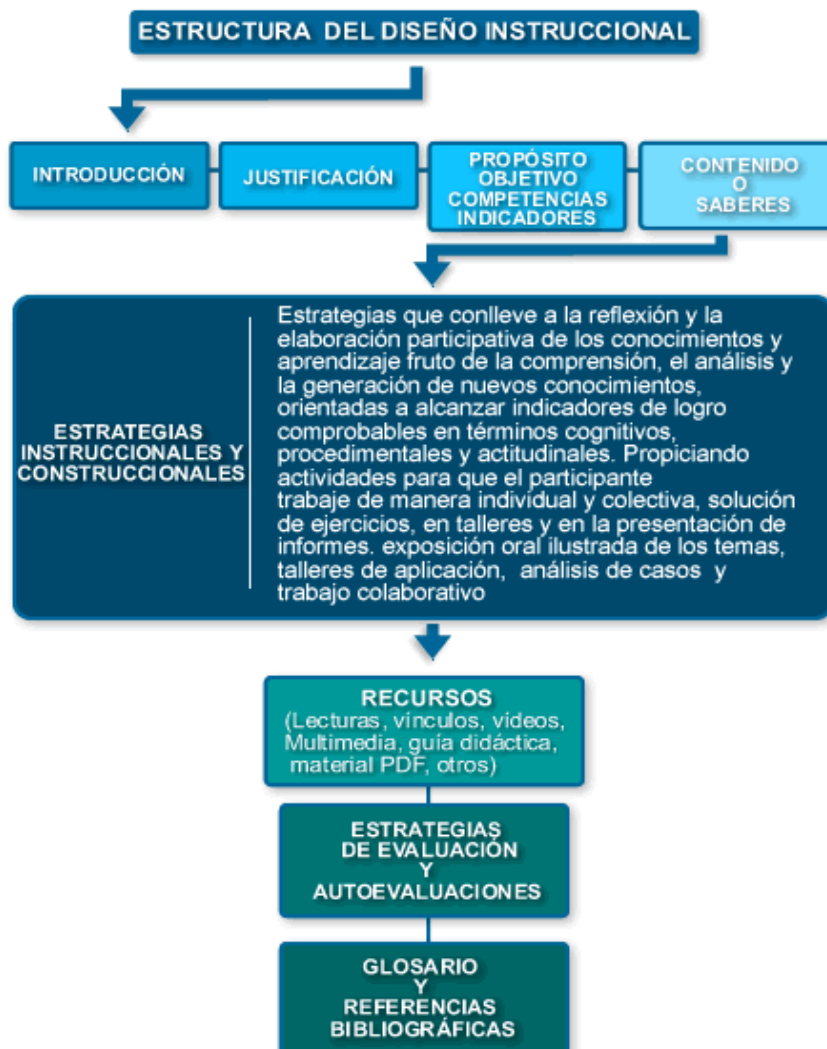 ESTRUCTURA DEL DISEÑO INSTRUCCIONAL
INTRODUCCIÓN
JUSTIFICACIÓN
PROPÓSITO
OBJETIVO
COMPETENCIAS
INDICADORES
CONTENIDO
O
SABERES
ESTRATEGIAS
INSTRUCCIONALES Y
CONSTRUCCIONALES
Estrategias que conlleve a la reflexión y la
elaboración participativa de los conocimientos y
aprendizaje fruto de la comprensión, el análisis y
la generación de nuevos conocimientos,
orientadas a alcanzar indicadores de logro
comprobables en términos cognitivos,
procedimentales y actitudinales. Propiciando
actividades para que el participante
trabaje de manera individual y colectiva, solución
de ejercicios, en talleres y en la presentación de
informes. exposición oral ilustrada de los temas,
talleres de aplicación, análisis de casos y
trabajo colaborativo
RECURSOS
(Lecturas, vínculos, videos,
Multimedia, guía didáctica,
material PDF, otros)
ESTRATEGIAS
DE EVALUACIÓN
Y
AUTOEVALUACIONES
GLOSARIO
Y
REFERENCIAS
BIBLIOGRÁFICAS